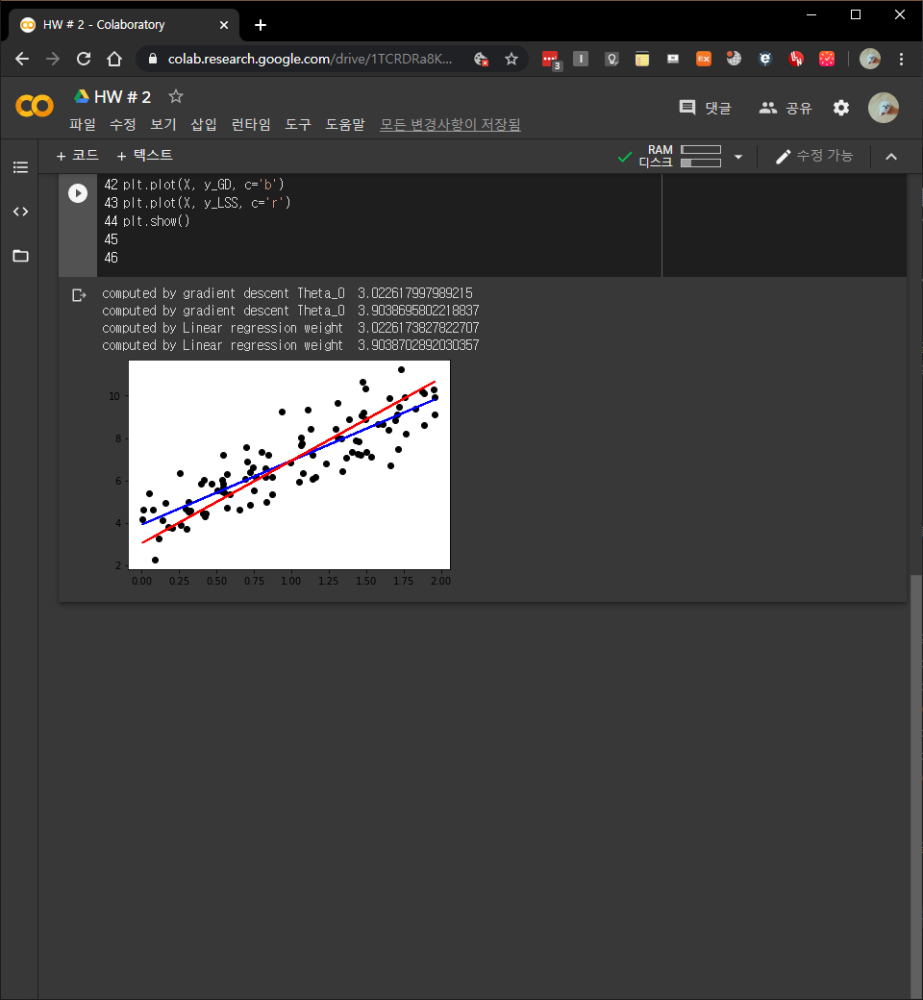 HW # 2 - Colaboratory
colab.research.google.com/drive/1TCRDRa8K...
3
EX
HW # 2
댓글
공유
파일 수정 보기 삽입 런타임 도구 도움말 모든 변경사항이 저장됨
+ 코드 + 텍스트
RAM
디스크
수정 가능
42 plt.plot(X, y_GD, c='b')
43 plt.plot(X, y_LSS, c='r')
44 plt.show()
45
46
computed by gradient descent Theta_0 3.022617997989215
computed by gradient descent Theta_0 3.9038695802218837
computed by Linear regression weight 3.0226173827822707
computed by Linear regression weight 3.9038702892030357
10
8
6
4
2
0.00 0.25 0.50 0.75 1.00 1.25 1.50 1.75 2.00